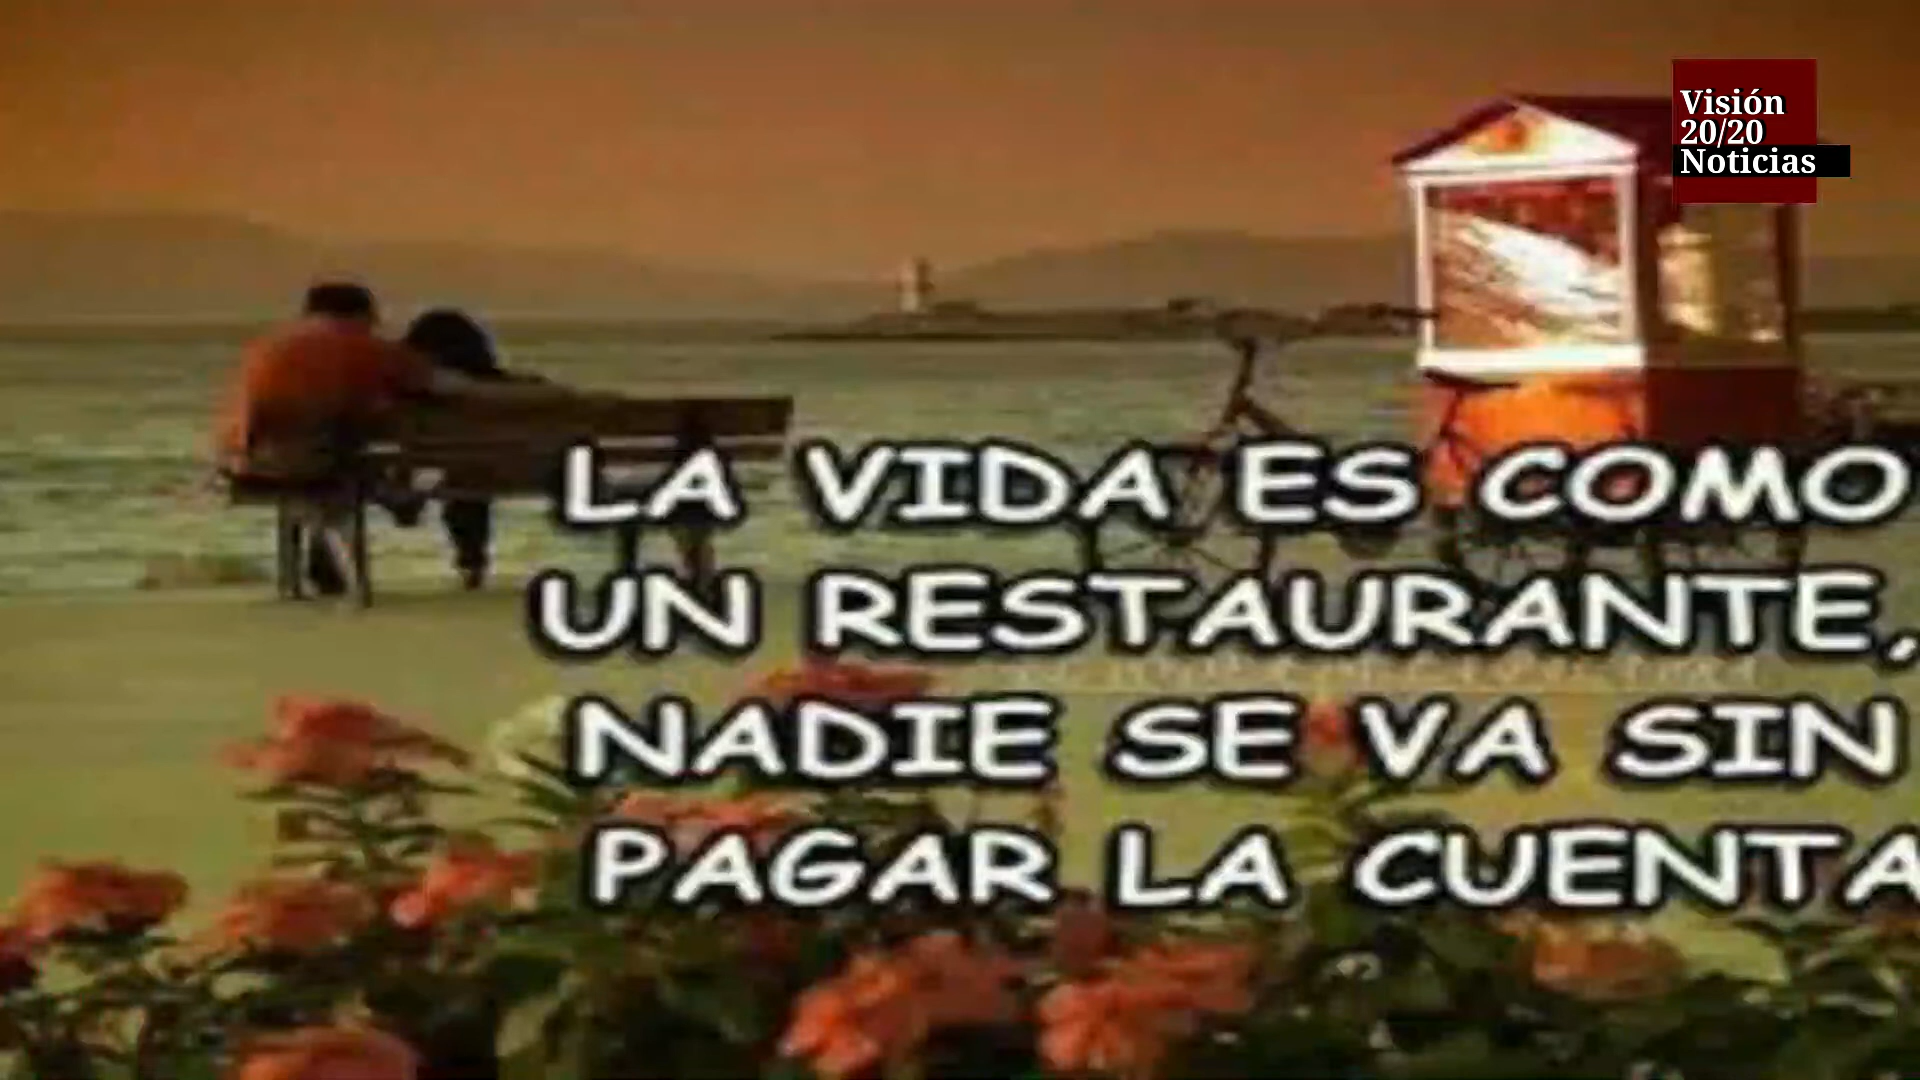 Visión
20/20
Noticias
LA VIDA ES COMO
UN RESTAURANTE,
NADIE SE VA SIN
PAGAR LA CUENTA